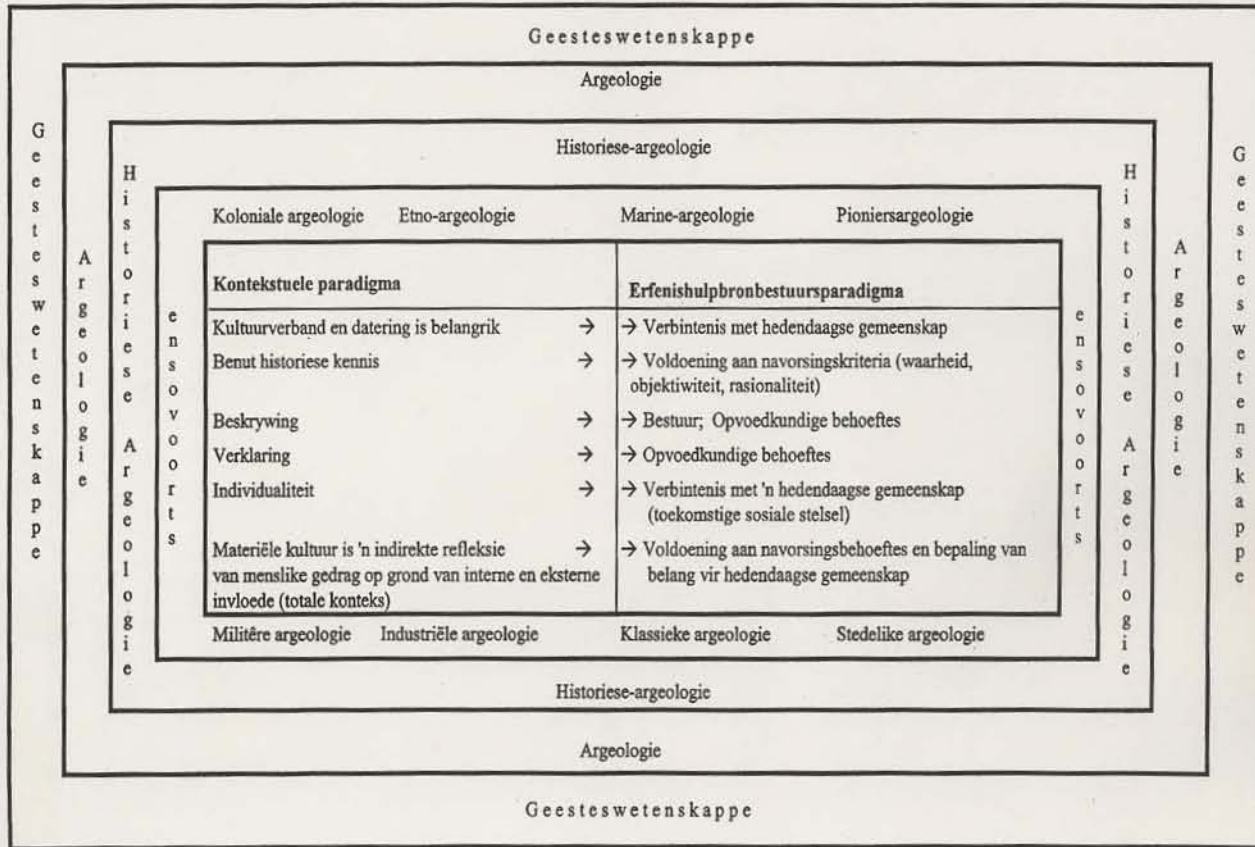 Geesteswetenskappe
Argeologie
Historiese-argeologie
Geesteswetenskappe
Argeologie
Historiese Argeologie
ensovoorts
Koloniale argeologie Etno-argeologie Marine-argeologie Pioniersargeologie
Kontekstuele paradigma
Erfenishulpbronbestuursparadigma
Kultuurverband en datering is belangrik → → Verbintenis met hedendaagse gemeenskap
Benut historiese kennis → → Voldoening aan navorsingskriteria (waarheid,
objektiwiteit, rasionaliteit)
Beskrywing → → Bestuur; Opvoedkundige behoeftes
Verklaring → → Opvoedkundige behoeftes
Individualiteit → → Verbintenis met 'n hedendaagse gemeenskap
(toekomstige sosiale stelsel)
Materiële kultuur is 'n indirekte refleksie → → Voldoening aan navorsingsbehoeftes en bepaling van
van menslike gedrag op grond van interne en eksterne belang vir hedendaagse gemeenskap
invloede (totale konteks)
Militêre argeologie Industriële argeologie Klassieke argeologie Stedelike argeologie
ensovoorts
Historiese Argeologie
Argeologie
Geesteswetenskappe
Historiese-argeologie
Argeologie
Geesteswetenskappe